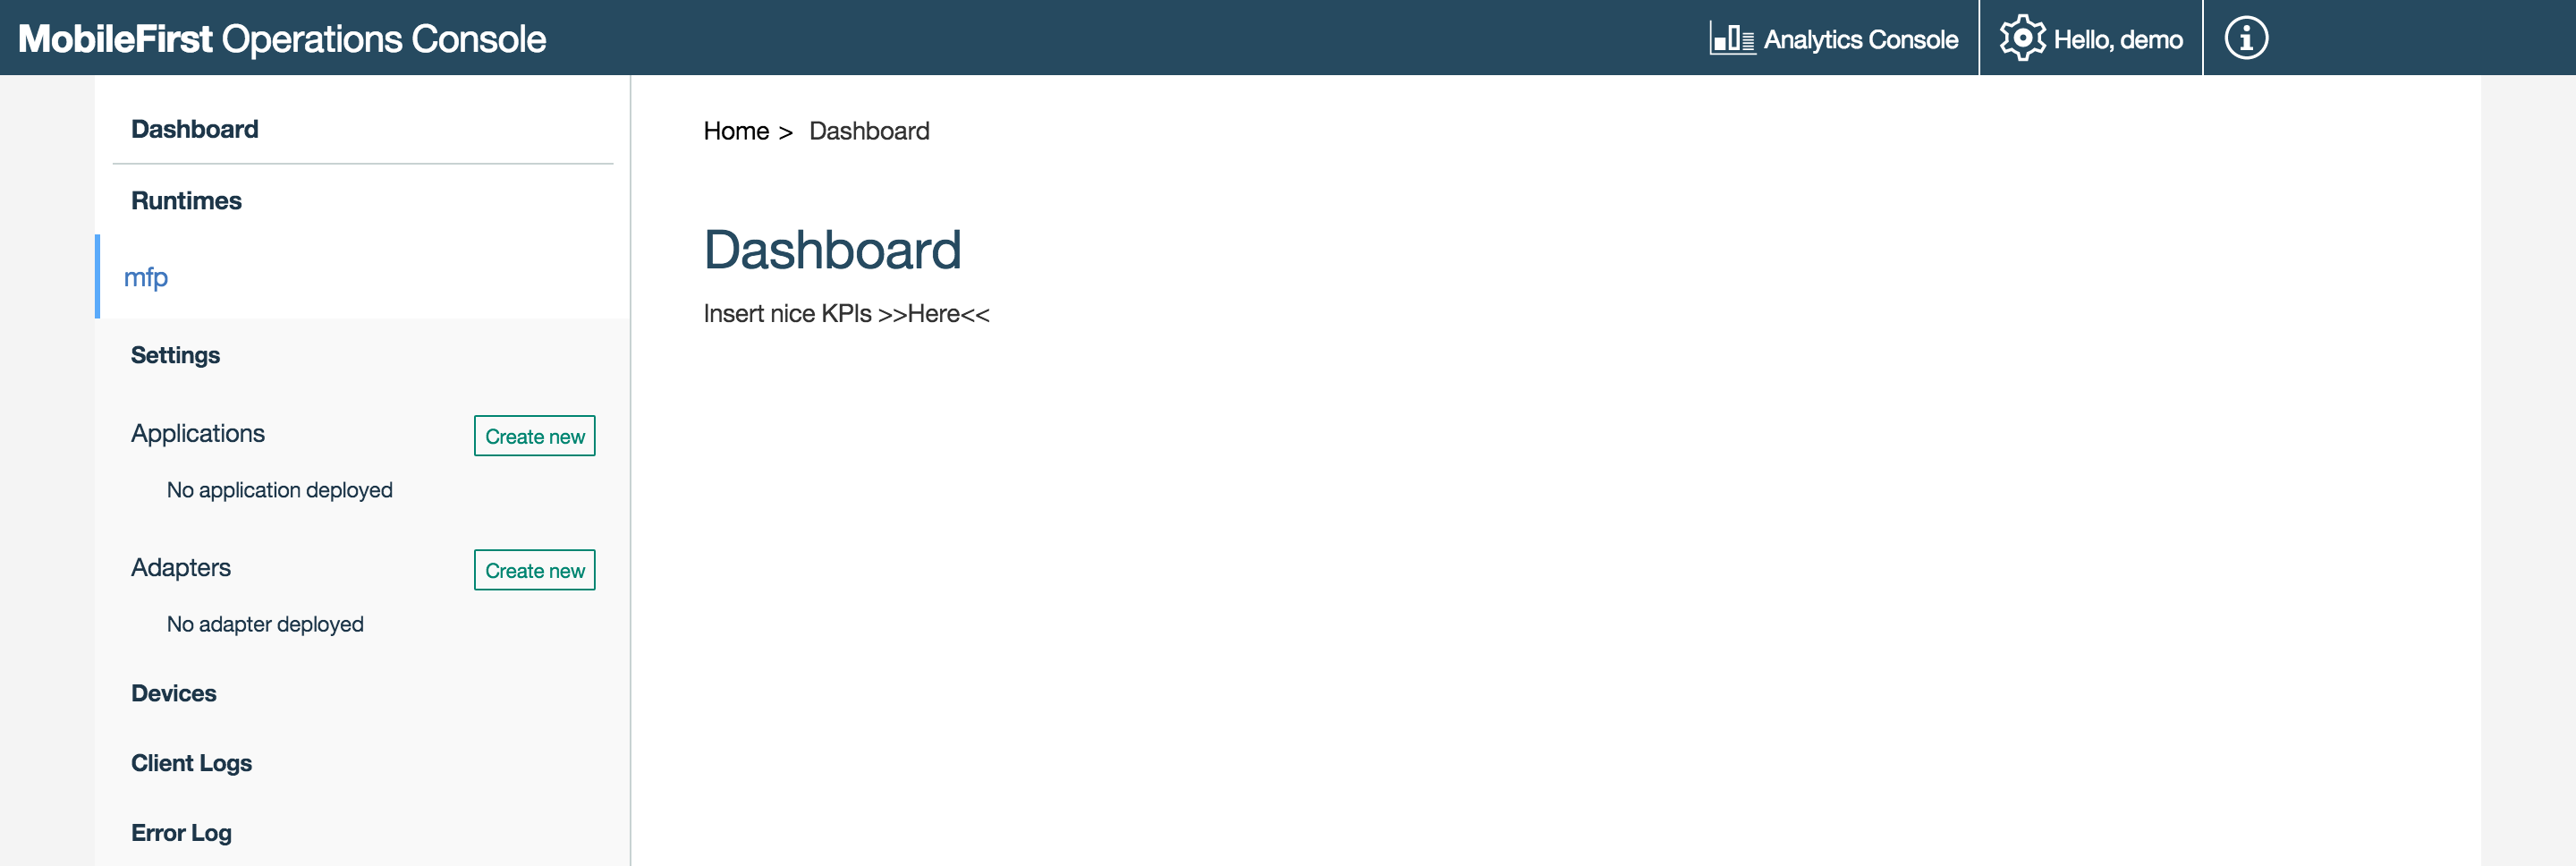 MobileFirst Operations Console
Analytics Console
Hello, demo
Dashboard
Runtimes
mfp
Settings
Applications
Create new
No application deployed
Adapters
Create new
No adapter deployed
Devices
Client Logs
Error Log
Home > Dashboard
Dashboard
Insert nice KPIs >>Here<<